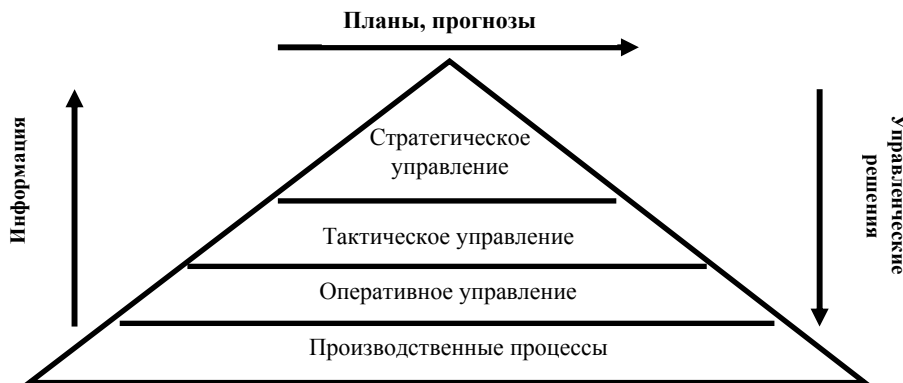 Планы, прогнозы
Информация
Стратегическое
управление
Тактическое управление
Оперативное управление
Производственные процессы
Управленческие
решения